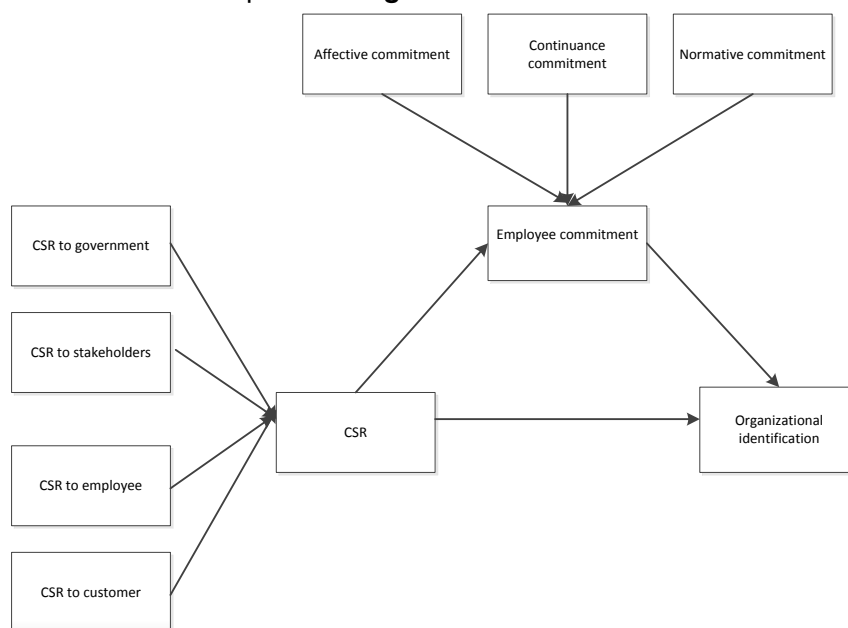 Affective commitment
Continuance
commitment
Normative commitment
Employee commitment
CSR to government
CSR to stakeholders
CSR to employee
CSR to customer
CSR
Organizational
identification